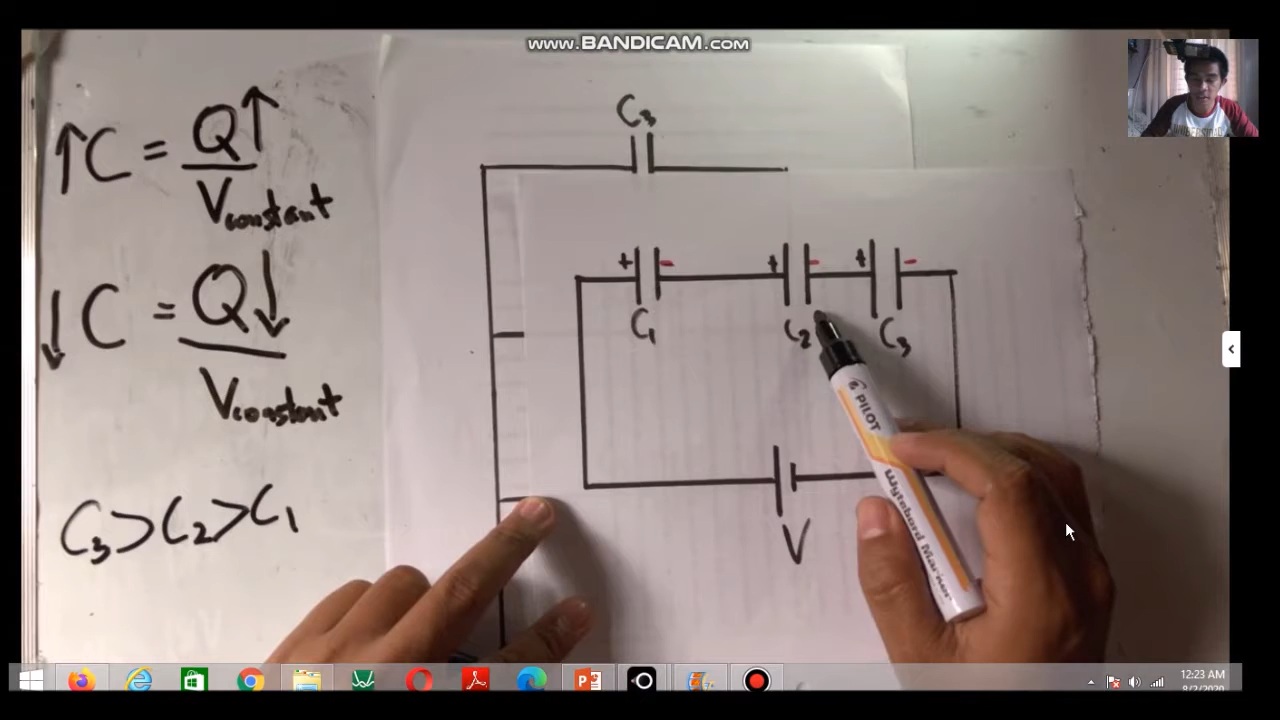 www.BANDICAM.com
↑C = Q↑
Vconstant
↓C = Q↓
Vconstant
C3>C2>C1
C3
+ - + - + -
C1 C2 C3
V
PILOT
Wytebord Marker
12:23 AM
8/2/2020